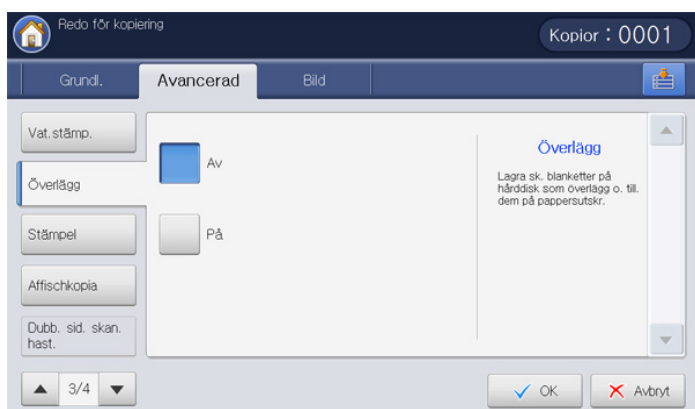 Redo för kopiering
Kopior : 0001
Grundl.
Avancerad
Bild
Vat.stämp.
Överlägg
Stämpel
Affischkopia
Dubb. sid. skan.
hast.
3/4
Av
På
Överlägg
Lagra sk. blanketter på
hårddisk som överlägg o. till.
dem på pappersutskr.
OK
Avbryt